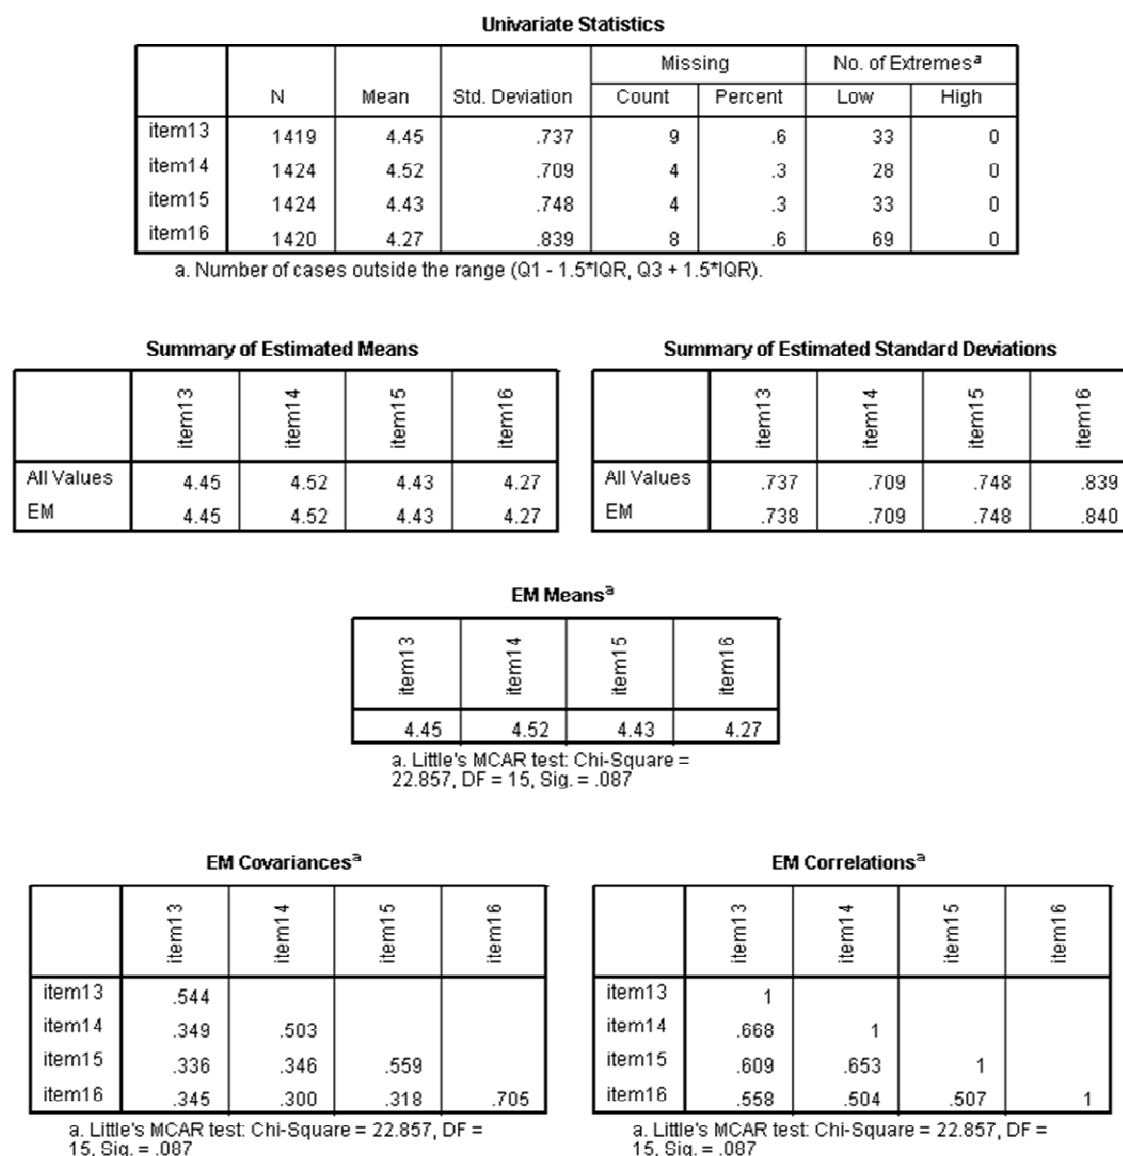 Univariate Statistics
Missing No. of Extremesa
N Mean Std. Deviation Count Percent Low High
item13 1419 4.45 .737 9 .6 33 0
item14 1424 4.52 .709 4 .3 28 0
item15 1424 4.43 .748 4 .3 33 0
item16 1420 4.27 .839 8 .6 69 0
a. Number of cases outside the range (Q1 - 1.5*IQR, Q3 + 1.5*IQR).
Summary of Estimated Means
item13 item14 item15 item16
All Values 4.45 4.52 4.43 4.27
EM 4.45 4.52 4.43 4.27
Summary of Estimated Standard Deviations
item13 item14 item15 item16
All Values .737 .709 .748 .839
EM .738 .709 .748 .840
EM Meansa
item13 item14 item15 item16
4.45 4.52 4.43 4.27
a. Little's MCAR test: Chi-Square =
22.857, DF = 15, Sig. = .087
EM Covariancesa
item13 item14 item15 item16
item13 .544
item14 .349 .503
item15 .336 .346 .559
item16 .345 .300 .318 .705
a. Little's MCAR test: Chi-Square = 22.857, DF =
15, Sig. = .087
EM Correlationsa
item13 item14 item15 item16
item13 1
item14 .668 1
item15 .609 .653 1
item16 .558 .504 .507 1
a. Little's MCAR test: Chi-Square = 22.857, DF =
15, Sig. = .087